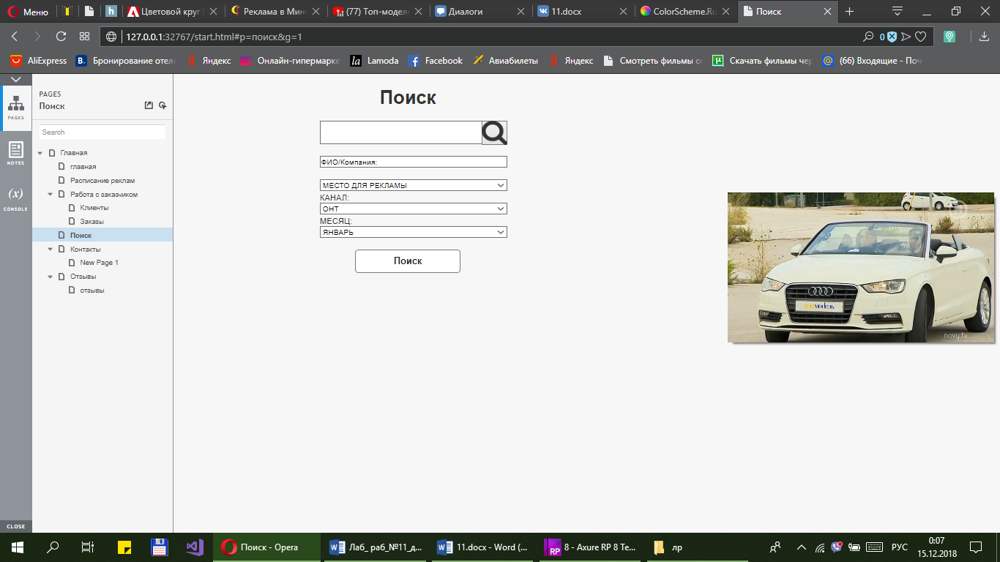 Меню
Цветовой круг
Реклама в Мин
(77) Топ-модел
Диалоги
11.docx
ColorScheme.Ru
Поиск
127.0.0.1:32767/start.html#p=поиск&g=1
0
AliExpress
B. Бронирование отеле
Яндекс
Онлайн-гипермарке
la Lamoda
Facebook
Авиабилеты
Яндекс
Смотреть фильмы о
Скачать фильмы чер
(66) Входящие - Поч
PAGES
NOTES
(x)
CONSOLE
CLOSE
PAGES
Поиск
Search
Главная
главная
Расписание реклам
Работа с заказчиком
Клиенты
Заказы
Поиск
Контакты
New Page 1
Отзывы
отзывы
Поиск
ФИО/Компания:
МЕСТО ДЛЯ РЕКЛАМЫ
КАНАЛ:
ОНТ
МЕСЯЦ:
ЯНВАРЬ
Поиск
топмодель
novy.tv
Поиск - Opera
Лаб_ раб_№11_д...
11.docx - Word (...
RP 8 - Axure RP 8 Te...
лр
РУС
0:07
15.12.2018